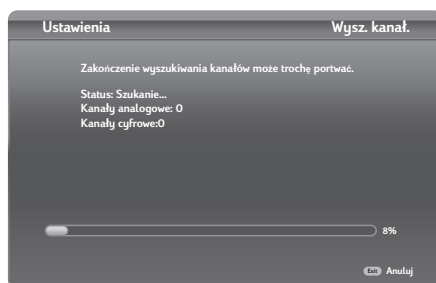 Ustawienia Wysz. kanał.
Zakończenie wyszukiwania kanałów może trochę portwać.
Status: Szukanie...
Kanały analogowe: 0
Kanały cyfrowe:0
8%
Exit Anuluj